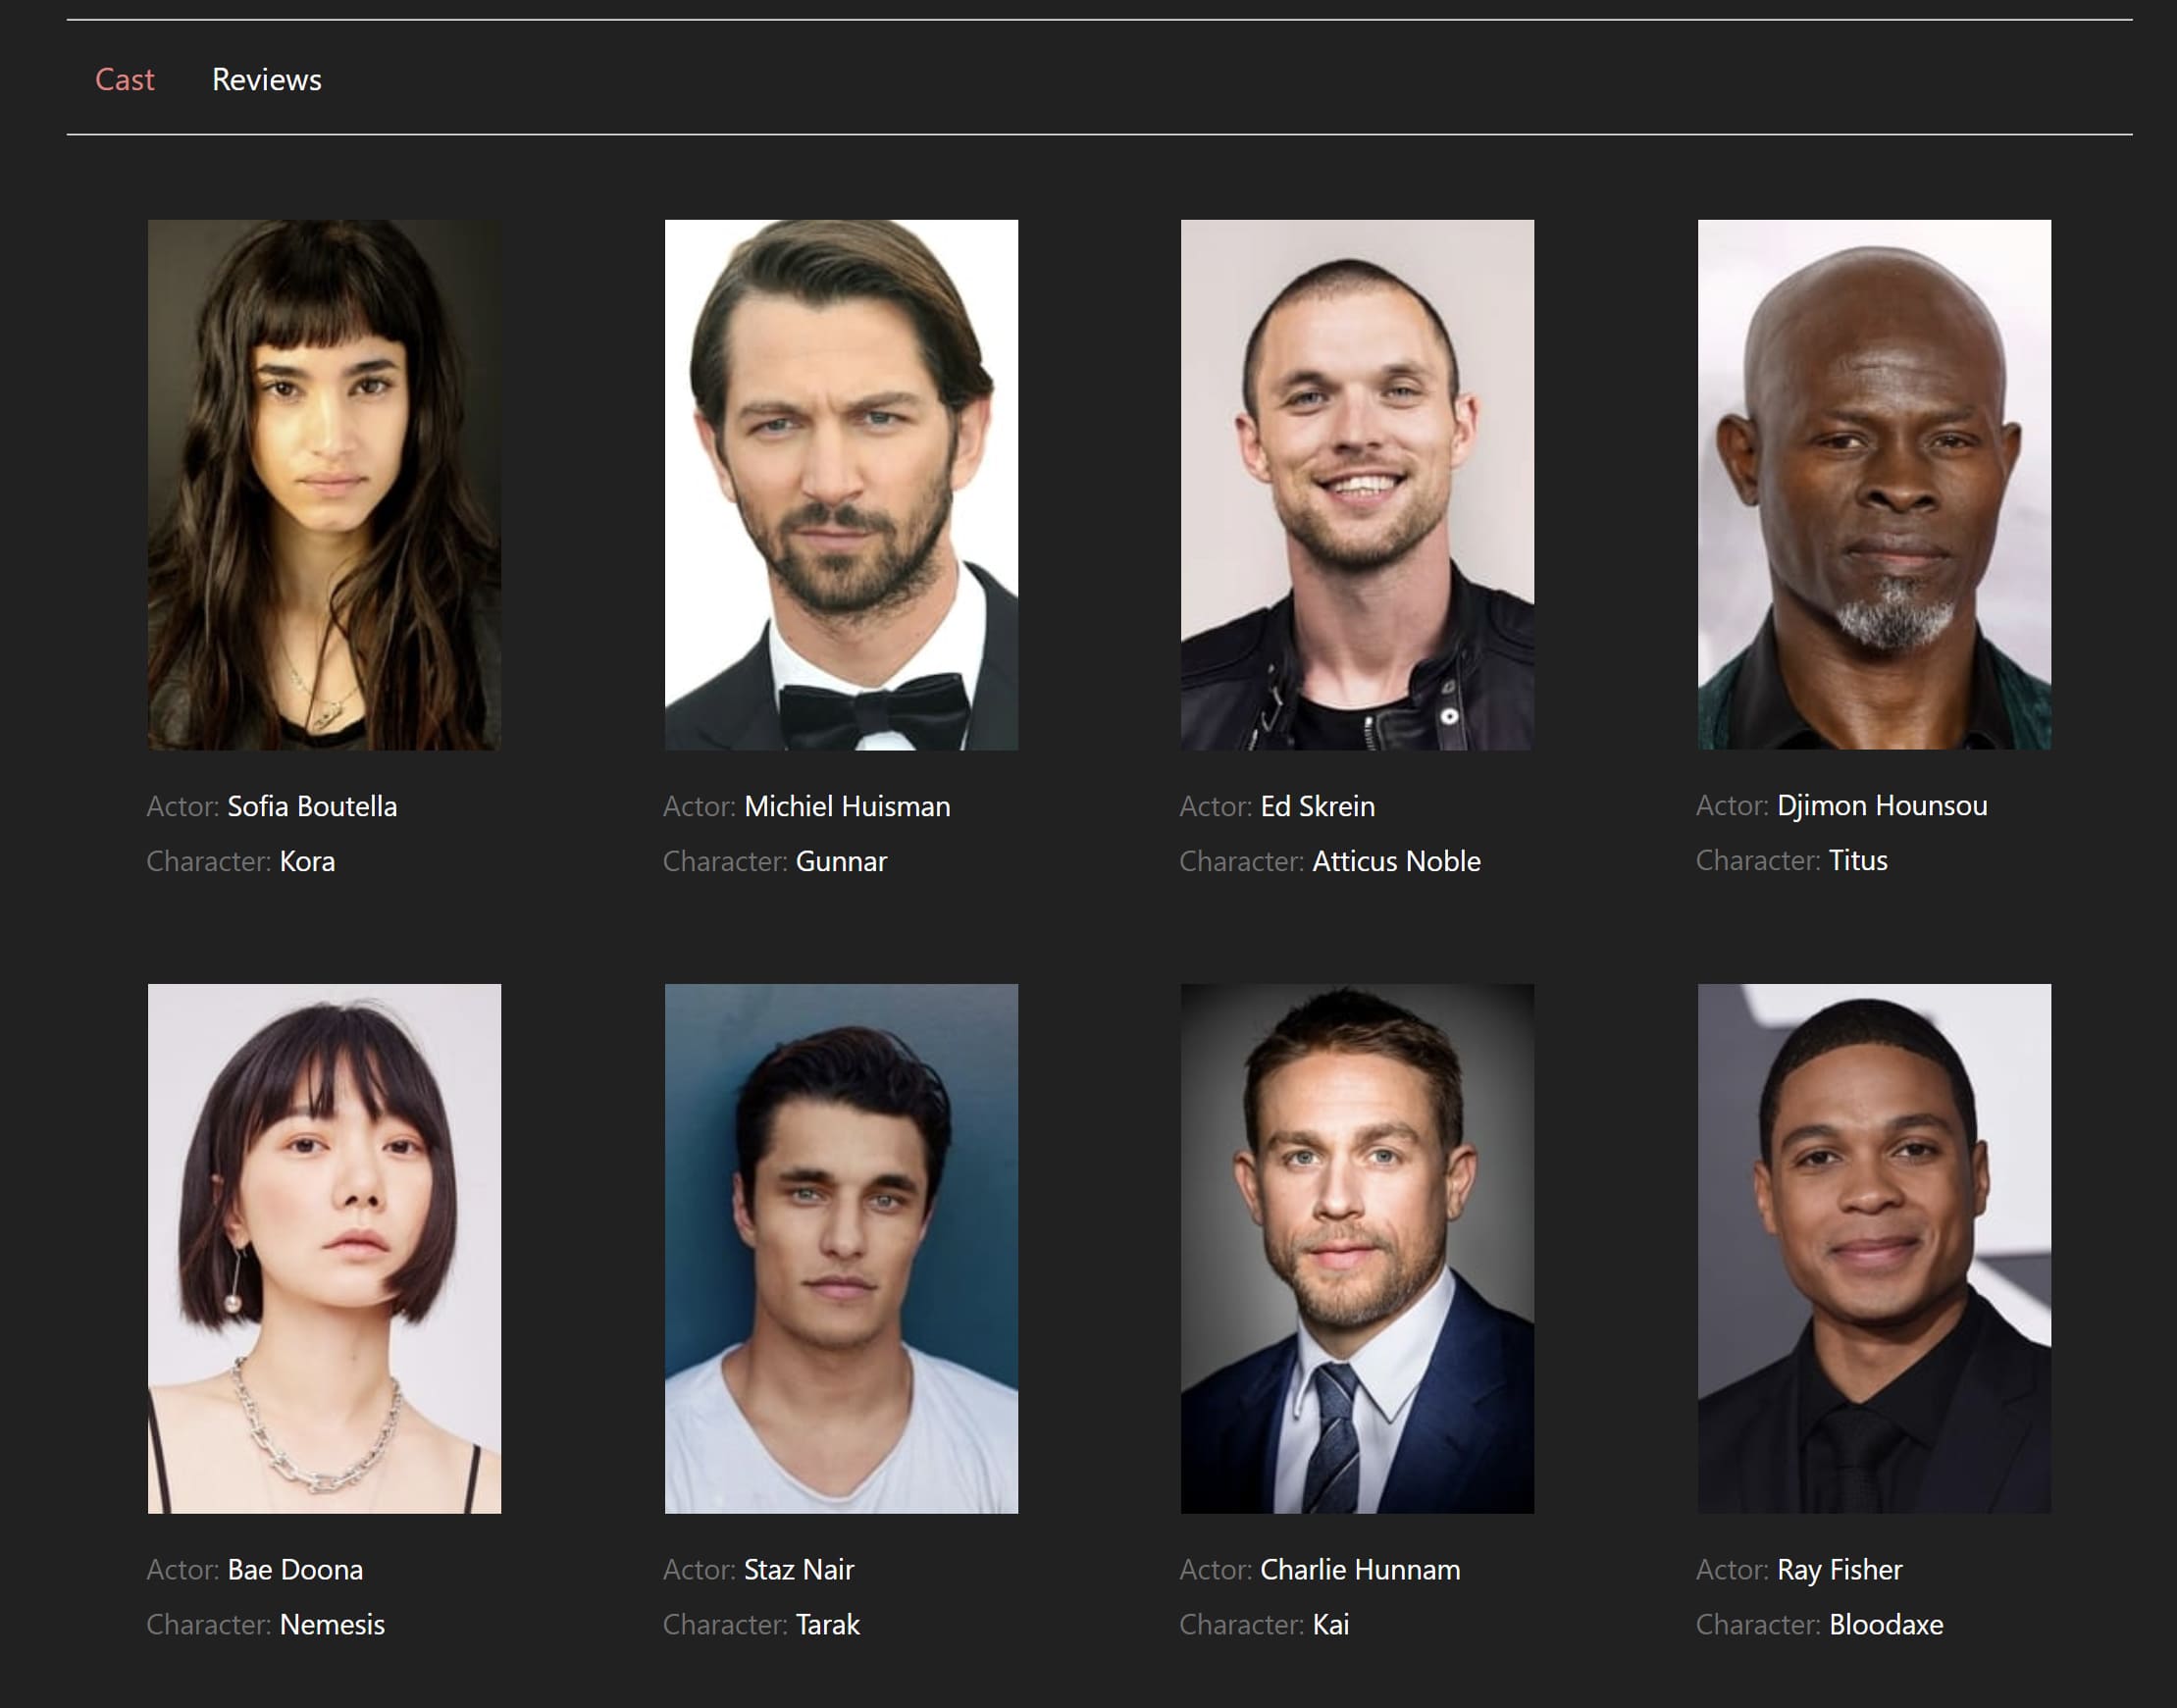 Cast Reviews
Actor: Sofia Boutella
Character: Kora
Actor: Michiel Huisman
Character: Gunnar
Actor: Ed Skrein
Character: Atticus Noble
Actor: Djimon Hounsou
Character: Titus
Actor: Bae Doona
Character: Nemesis
Actor: Staz Nair
Character: Tarak
Actor: Charlie Hunnam
Character: Kai
Actor: Ray Fisher
Character: Bloodaxe